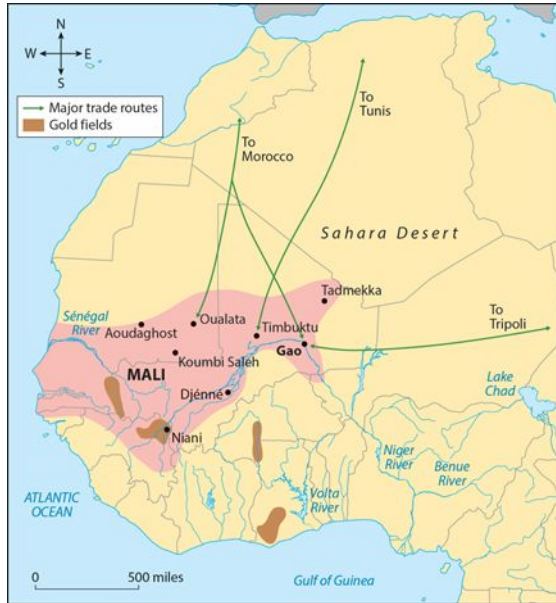 N
W E
S
Major trade routes
Gold fields
To
Tunis
To
Morocco
Sahara Desert
Tadmekka
To
Tripoli
Sénégal
River
Aoudaghost
Oualata
Timbuktu
Gao
Koumbi Saleh
MALI
Djénné
Lake
Chad
Niani
Niger
River
Benue
River
ATLANTIC
OCEAN
Volta
River
0 500 miles
Gulf of Guinea